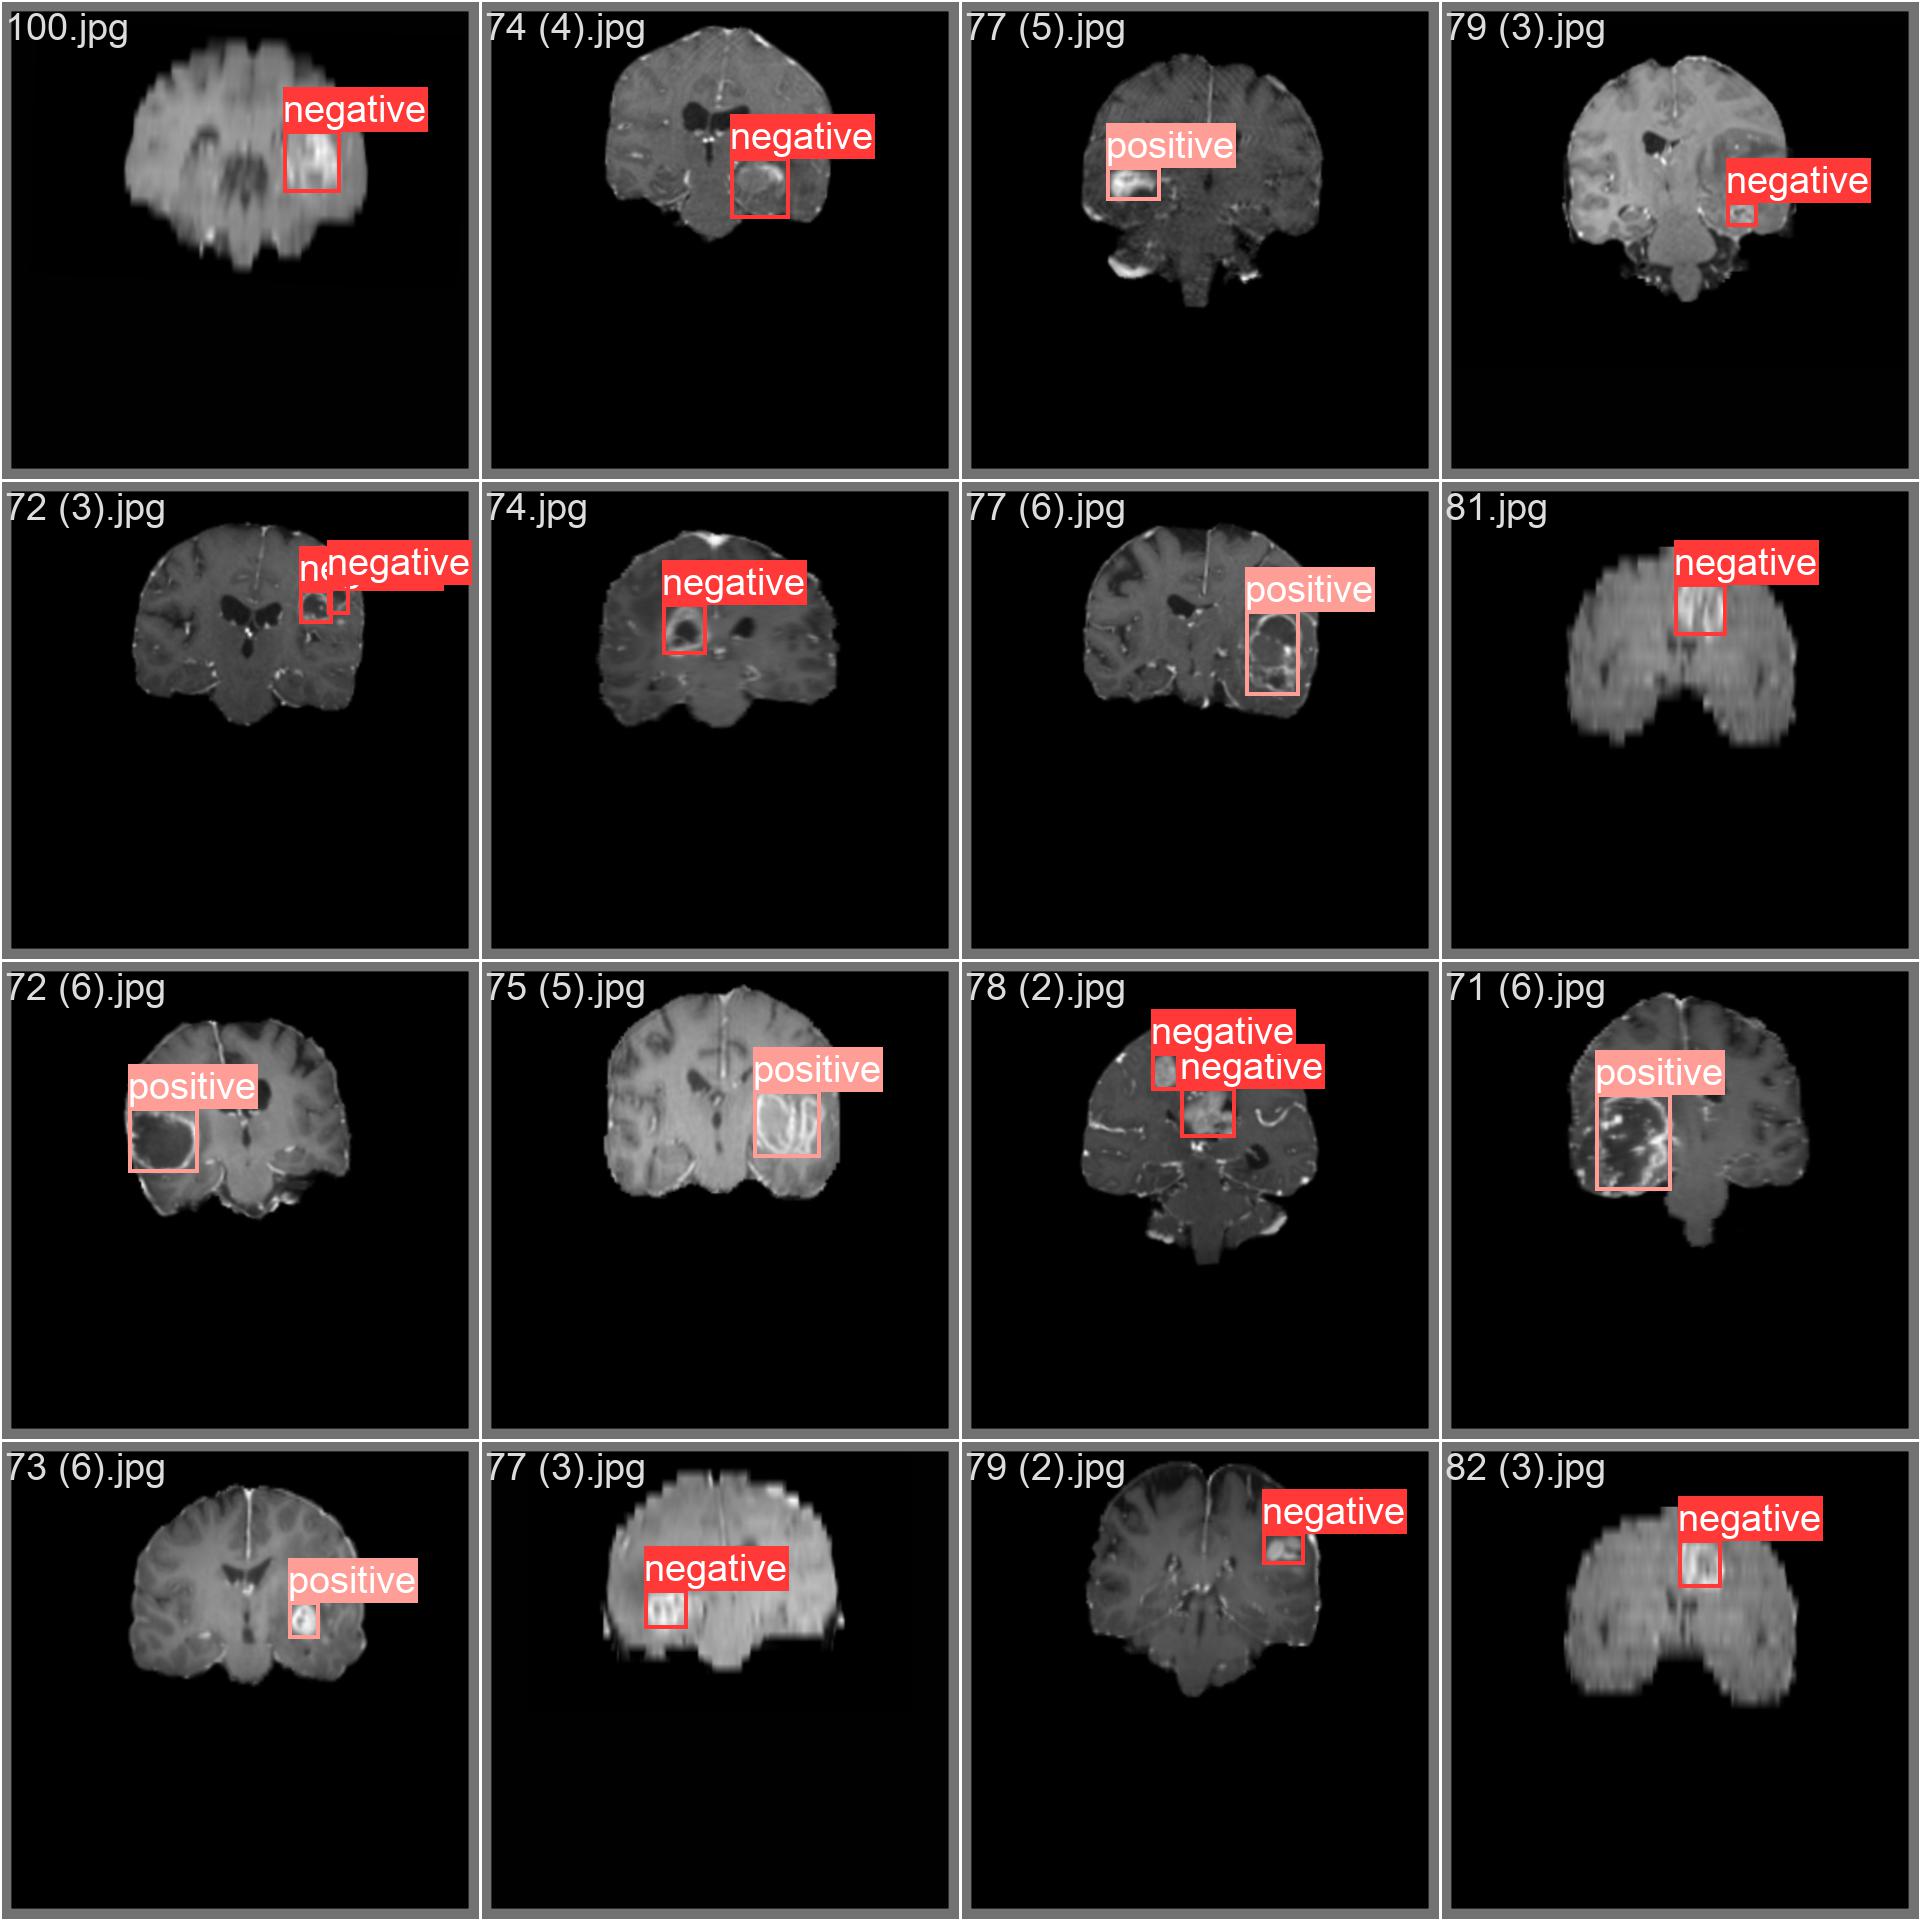 100.jpg
negative
74 (4).jpg
negative
77 (5).jpg
positive
79 (3).jpg
negative
72 (3).jpg
ne
negative
74.jpg
negative
77 (6).jpg
positive
81.jpg
negative
72 (6).jpg
positive
75 (5).jpg
positive
78 (2).jpg
negative
negative
71 (6).jpg
positive
73 (6).jpg
positive
77 (3).jpg
negative
79 (2).jpg
negative
82 (3).jpg
negative